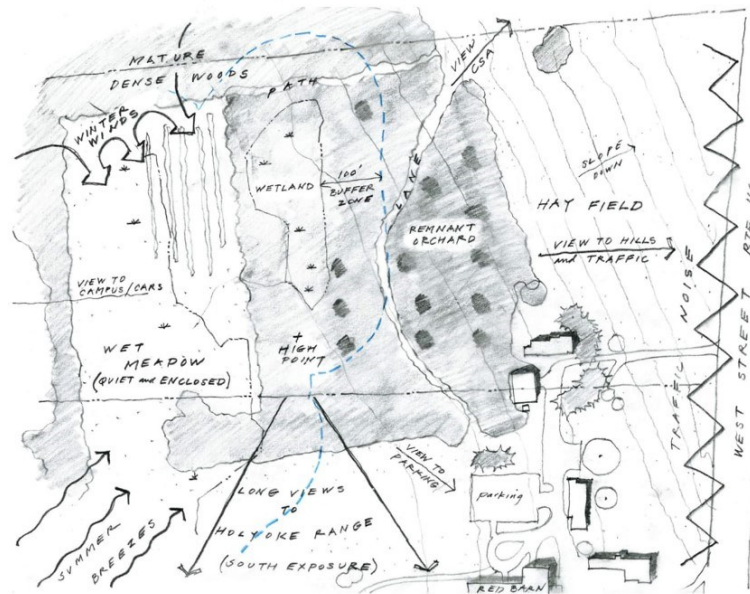 MATURE
DENSE WOODS
PATH
VIEW
CSA
WINTER
WINDS
WETLAND
100'
BUFFER
ZONE
LANE
SLOPE
DOWN
HAY FIELD
REMNANT
ORCHARD
VIEW TO HILLS
and TRAFFIC
VIEW TO
CAMPUS/CARS
WET
MEADOW
(QUIET and ENCLOSED)
+
HIGH
POINT
TRAFFIC NOISE
WEST STREET
VIEW TO
PARKING
parking
LONG VIEWS
TO
HOLYOKE RANGE
(SOUTH EXPOSURE)
SUMMER
BREEZES
RED BARN